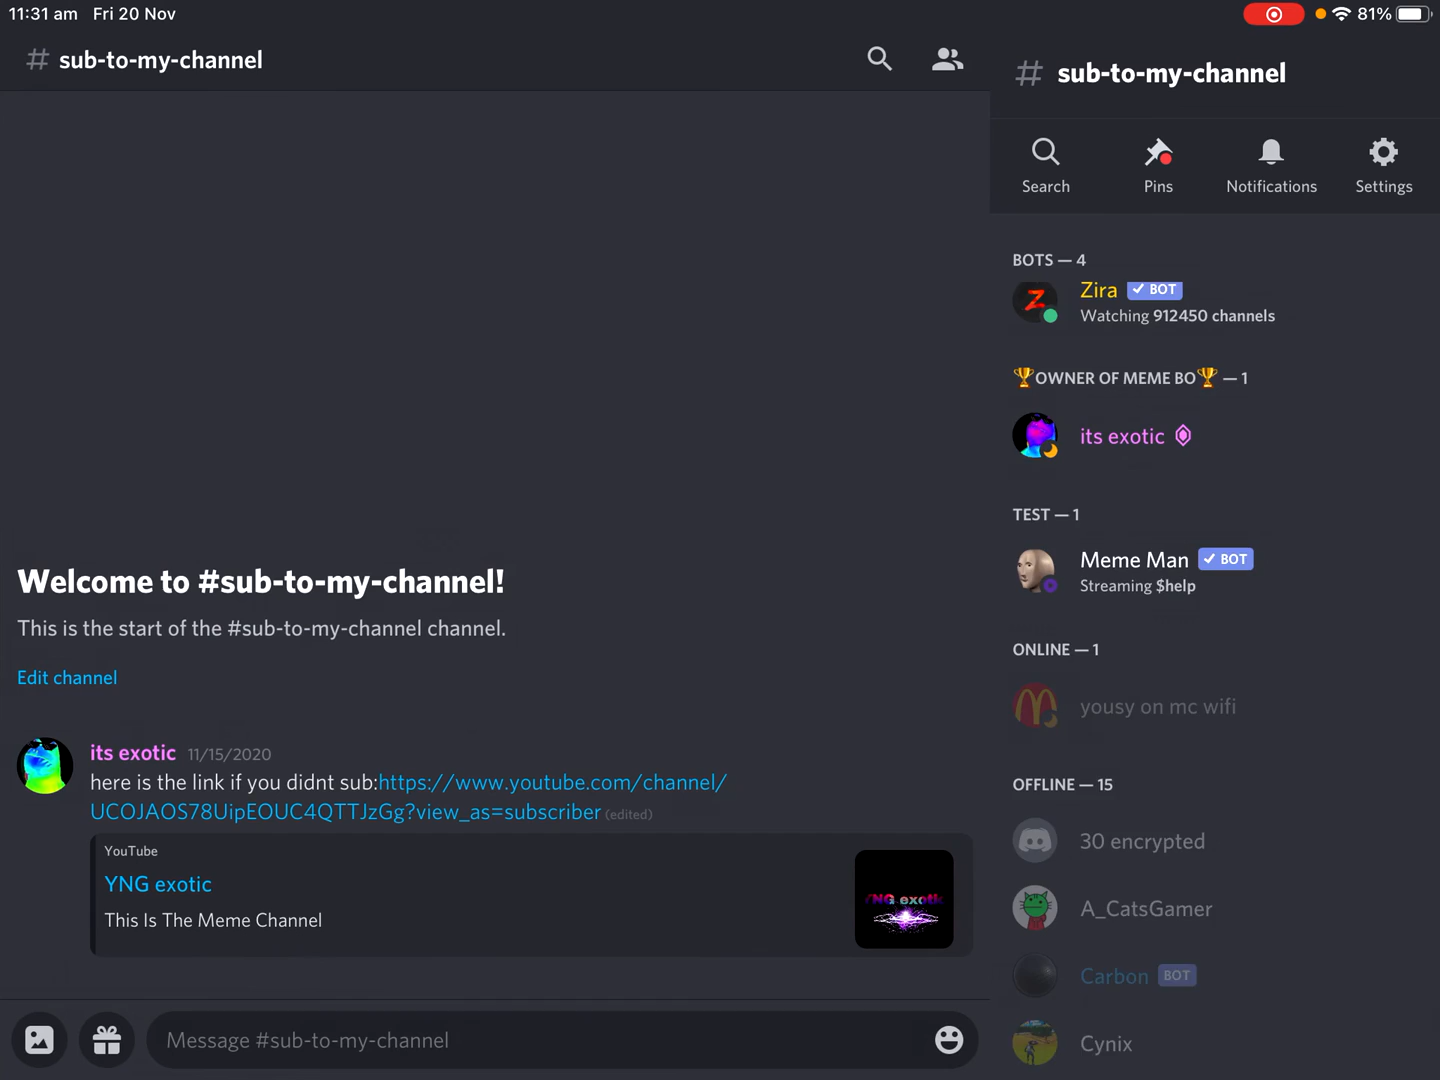 11:31 am Fri 20 Nov
81%
# sub-to-my-channel
Welcome to #sub-to-my-channel!
This is the start of the #sub-to-my-channel channel.
Edit channel
its exotic 11/15/2020
here is the link if you didnt sub:https://www.youtube.com/channel/
UCOJAOS78UipEOUC4QTTJzGg?view_as=subscriber (edited)
YouTube
YNG exotic
This Is The Meme Channel
YNG exotic
Message #sub-to-my-channel
# sub-to-my-channel
Search Pins Notifications Settings
BOTS — 4
Z
Zira ✓ BOT
Watching 912450 channels
🏆OWNER OF MEME BO🏆 — 1
its exotic
TEST — 1
Meme Man ✓ BOT
Streaming $help
ONLINE — 1
yousy on mc wifi
OFFLINE — 15
30 encrypted
A_CatsGamer
Carbon BOT
Cynix